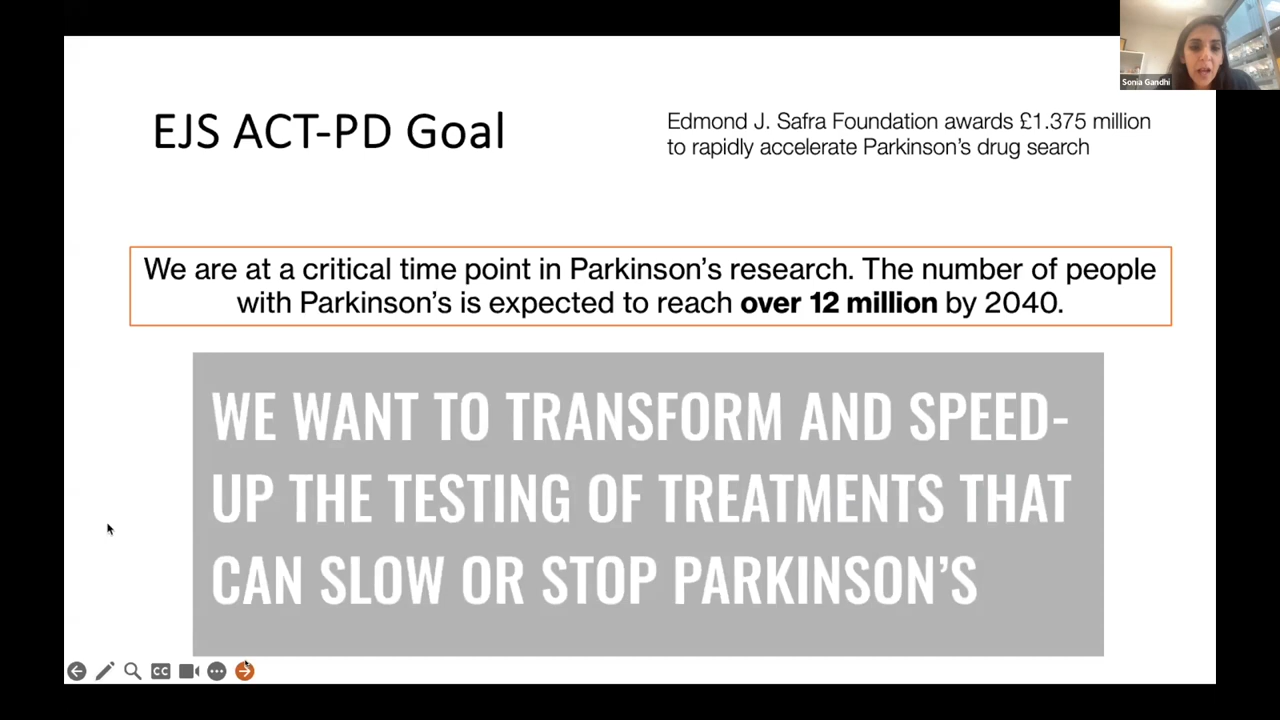 Sonia Gandhi
EJS ACT-PD Goal
Edmond J. Safra Foundation awards £1.375 million
to rapidly accelerate Parkinson’s drug search
We are at a critical time point in Parkinson’s research. The number of people
with Parkinson’s is expected to reach over 12 million by 2040.
WE WANT TO TRANSFORM AND SPEED-
UP THE TESTING OF TREATMENTS THAT
CAN SLOW OR STOP PARKINSON’S
CC